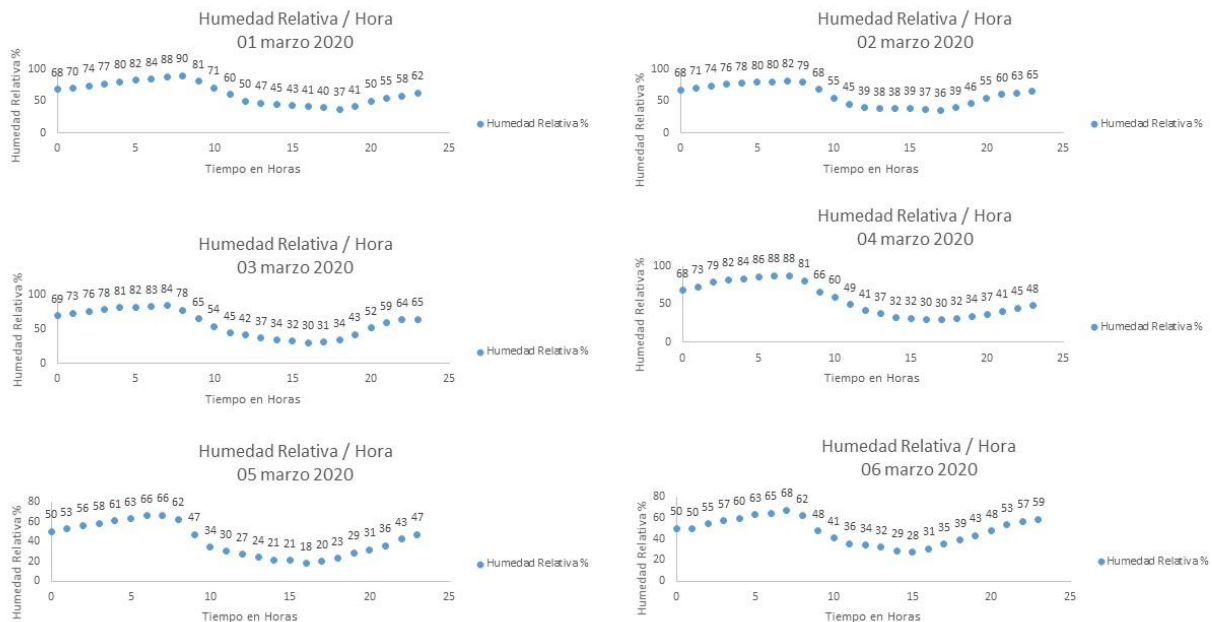 Humedad Relativa / Hora
01 marzo 2020
Humedad Relativa %
100
50
0
68 70 74 77 80 82 84 88 90 81 71 60 50 47 45 43 41 40 37 41 50 55 58 62
0 5 10 15 20 25
Tiempo en Horas
Humedad Relativa %
Humedad Relativa / Hora
02 marzo 2020
Humedad Relativa %
100
50
0
68 71 74 76 78 80 80 82 79 68 55 45 39 38 38 39 37 36 39 46 55 60 63 65
0 5 10 15 20 25
Tiempo en Horas
Humedad Relativa %
Humedad Relativa / Hora
03 marzo 2020
Humedad Relativa %
100
50
0
69 73 76 78 81 82 83 84 78 65 54 45 42 37 34 32 30 31 34 43 52 59 64 65
0 5 10 15 20 25
Tiempo en Horas
Humedad Relativa %
Humedad Relativa / Hora
04 marzo 2020
Humedad Relativa %
100
50
0
68 73 79 82 84 86 88 88 81 66 60 49 41 37 32 32 30 30 32 34 37 41 45 48
0 5 10 15 20 25
Tiempo en Horas
Humedad Relativa %
Humedad Relativa / Hora
05 marzo 2020
Humedad Relativa %
80
60
40
20
0
50 53 56 58 61 63 66 66 62 47 34 30 27 24 21 21 18 20 23 29 31 36 43 47
0 5 10 15 20 25
Tiempo en Horas
Humedad Relativa %
Humedad Relativa / Hora
06 marzo 2020
Humedad Relativa %
80
60
40
20
0
50 50 55 57 60 63 65 68 62 48 41 36 34 32 29 28 31 35 39 43 48 53 57 59
0 5 10 15 20 25
Tiempo en Horas
Humedad Relativa %